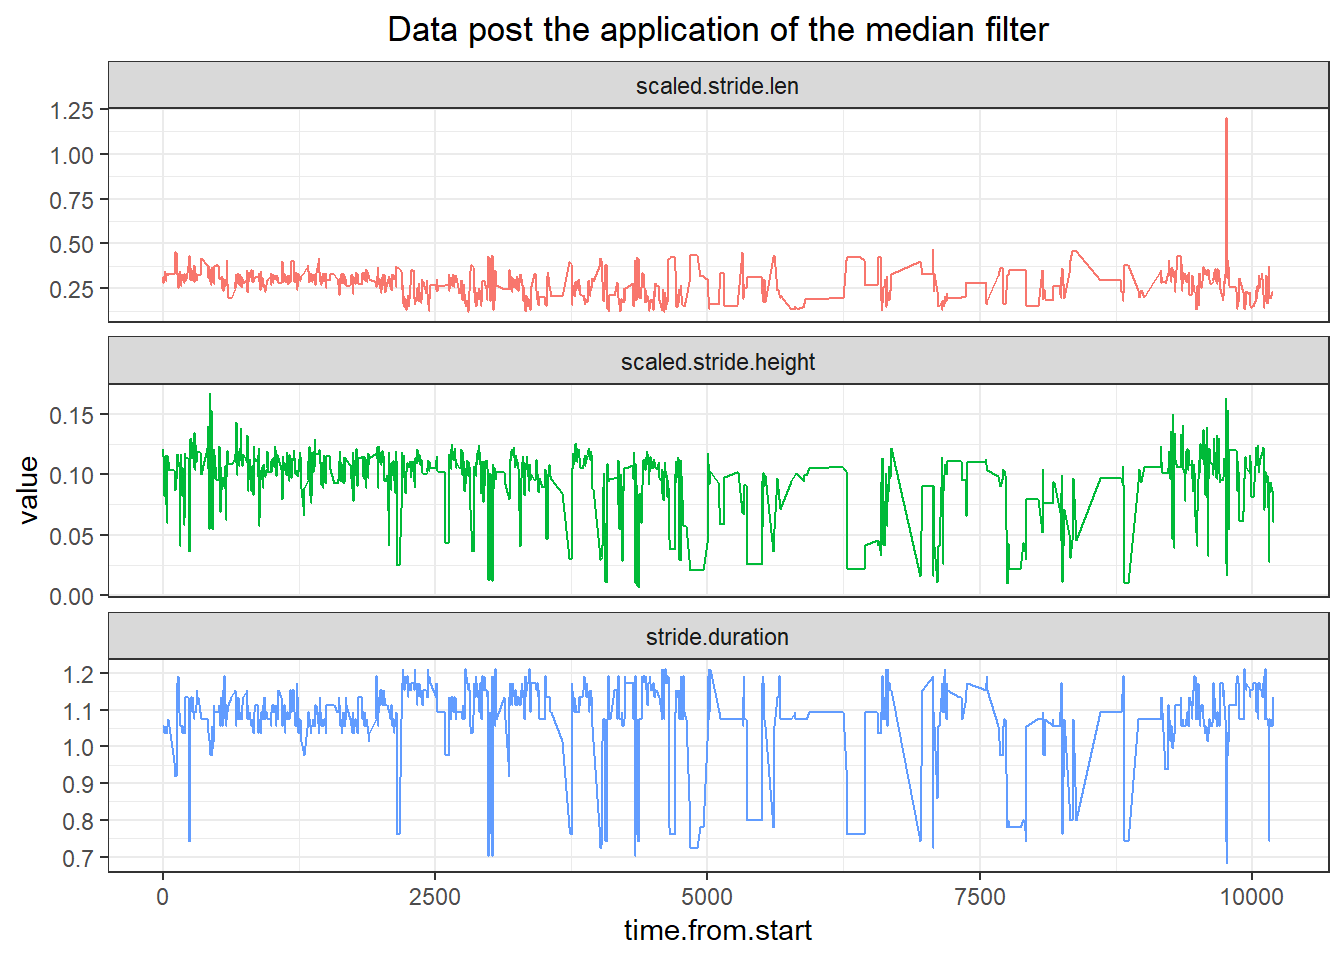 Data post the application of the median filter
scaled.stride.len
1.25
1.00
0.75
0.50
0.25
scaled.stride.height
0.15
0.10
0.05
0.00
value
stride.duration
1.2
1.1
1.0
0.9
0.8
0.7
0 2500 5000 7500 10000
time.from.start